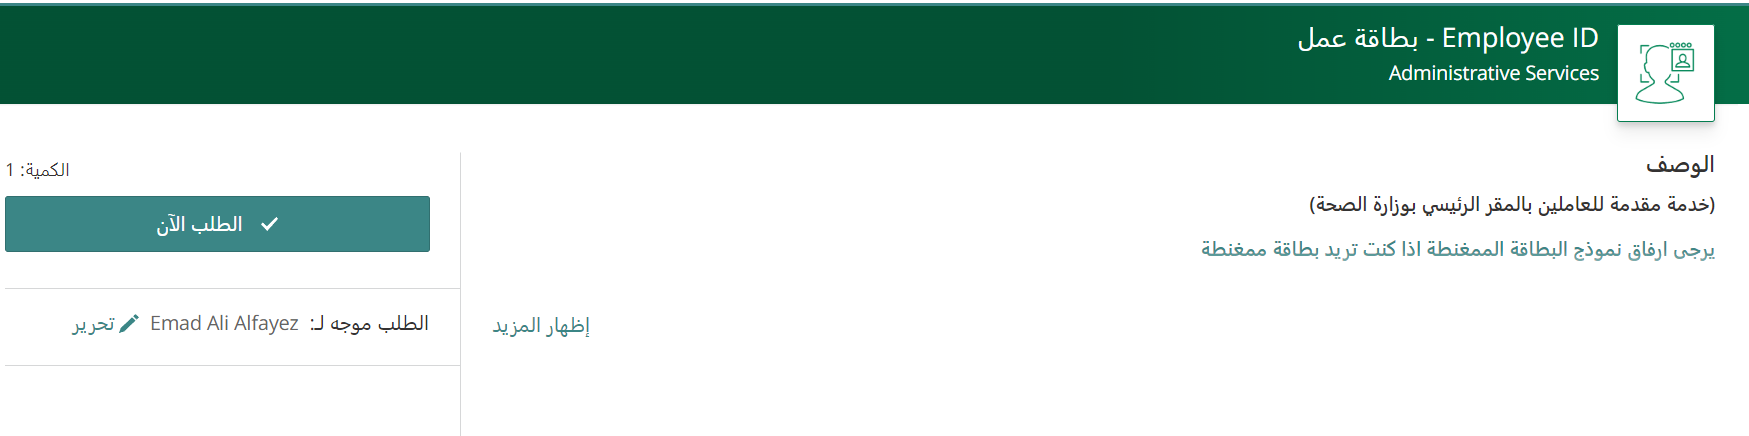 Employee ID - بطاقة عمل
Administrative Services
الوصف
(خدمة مقدمة للعاملين بالمقر الرئيسي بوزارة الصحة)
يرجى ارفاق نموذج البطاقة الممغنطة اذا كنت تريد بطاقة ممغنطة
إظهار المزيد
الكمية: 1
الطلب الآن
الطلب موجه لـ: Emad Ali Alfayez تحرير